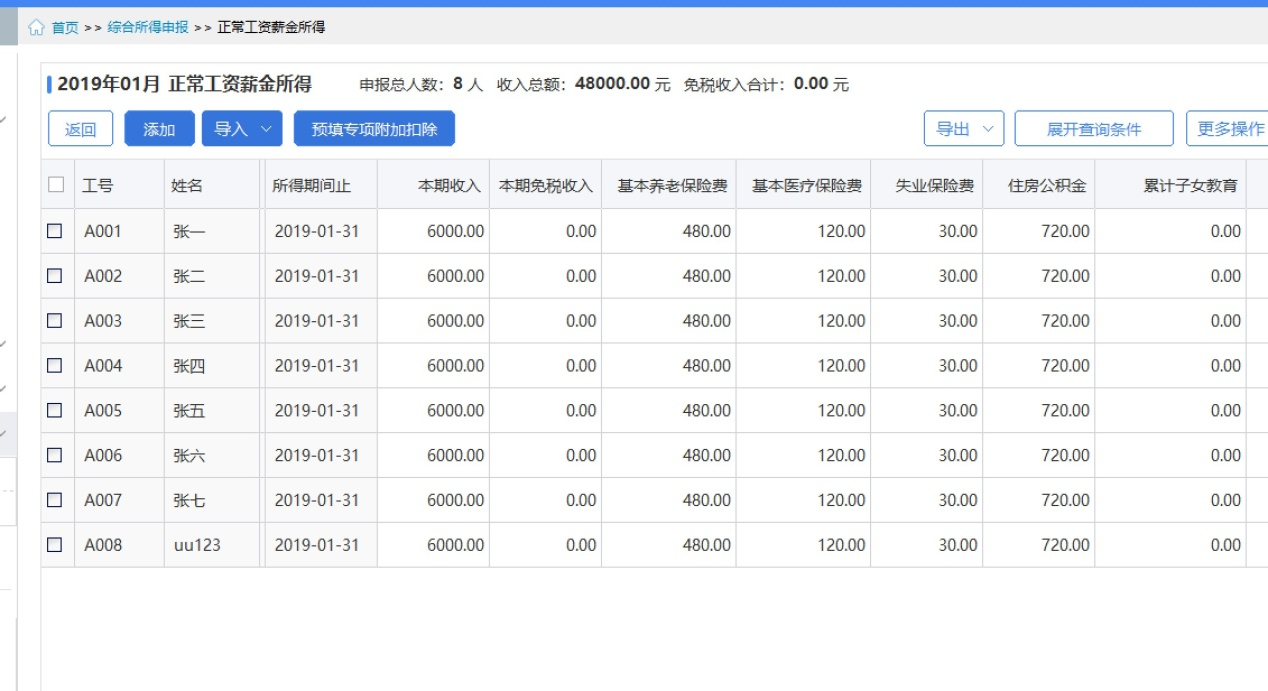 首页 >> 综合所得申报 >> 正常工资薪金所得
2019年01月 正常工资薪金所得 申报总人数: 8 人 收入总额: 48000.00 元 免税收入合计: 0.00 元
返回 添加 导入 预填专项附加扣除 导出 展开查询条件 更多操作
工号 姓名 所得期间止 本期收入 本期免税收入 基本养老保险费 基本医疗保险费 失业保险费 住房公积金 累计子女教育
A001 张一 2019-01-31 6000.00 0.00 480.00 120.00 30.00 720.00 0.00
A002 张二 2019-01-31 6000.00 0.00 480.00 120.00 30.00 720.00 0.00
A003 张三 2019-01-31 6000.00 0.00 480.00 120.00 30.00 720.00 0.00
A004 张四 2019-01-31 6000.00 0.00 480.00 120.00 30.00 720.00 0.00
A005 张五 2019-01-31 6000.00 0.00 480.00 120.00 30.00 720.00 0.00
A006 张六 2019-01-31 6000.00 0.00 480.00 120.00 30.00 720.00 0.00
A007 张七 2019-01-31 6000.00 0.00 480.00 120.00 30.00 720.00 0.00
A008 uu123 2019-01-31 6000.00 0.00 480.00 120.00 30.00 720.00 0.00